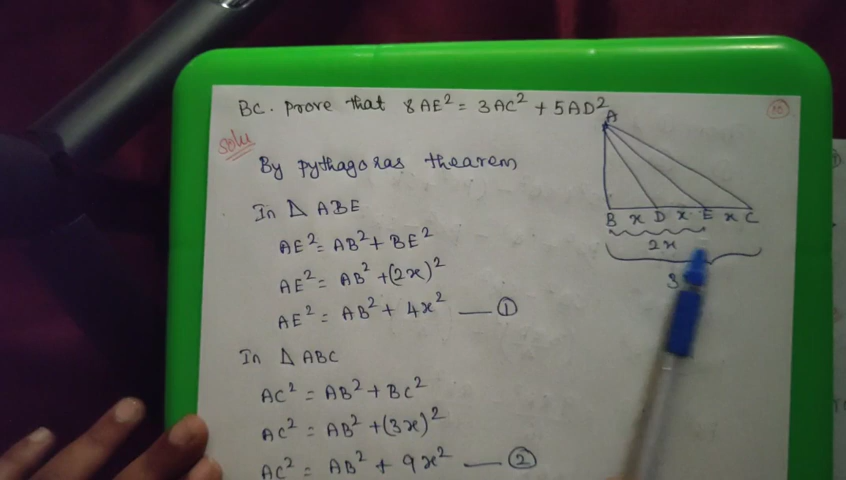 BC. Prove that 8AE² = 3AC² + 5AD²
Solu
By pythagoras thearem
In △ ABE
AE² = AB² + BE²
AE² = AB² + (2x)²
AE² = AB² + 4x² — ①
In △ ABC
AC² = AB² + BC²
AC² = AB² + (3x)²
AC² = AB² + 9x² — ②
A
B x D x E x C
2x
3